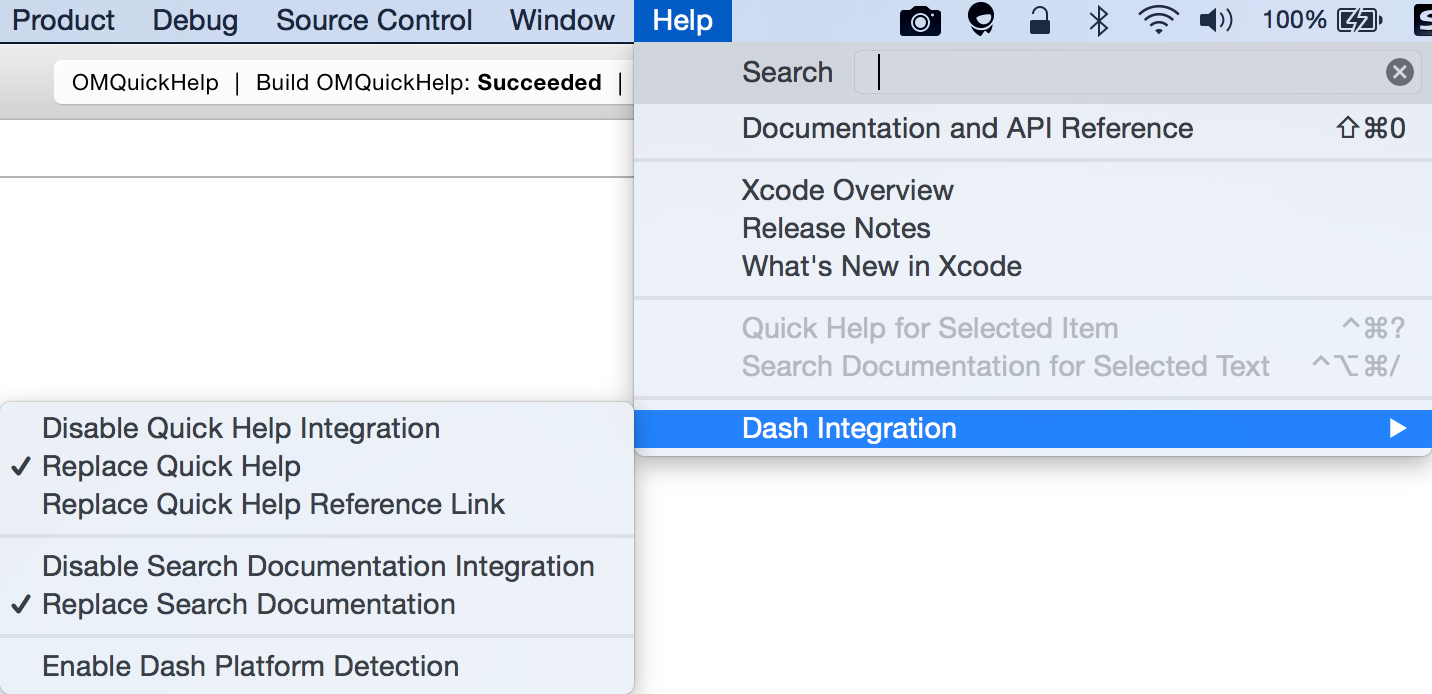 Product Debug Source Control Window Help 100%
OMQuickHelp | Build OMQuickHelp: Succeeded |
Search
Documentation and API Reference ⇧⌘0
Xcode Overview
Release Notes
What's New in Xcode
Quick Help for Selected Item ^⌘?
Search Documentation for Selected Text ^⌥⌘/
Dash Integration ▶
Disable Quick Help Integration
✓ Replace Quick Help
Replace Quick Help Reference Link
Disable Search Documentation Integration
✓ Replace Search Documentation
Enable Dash Platform Detection